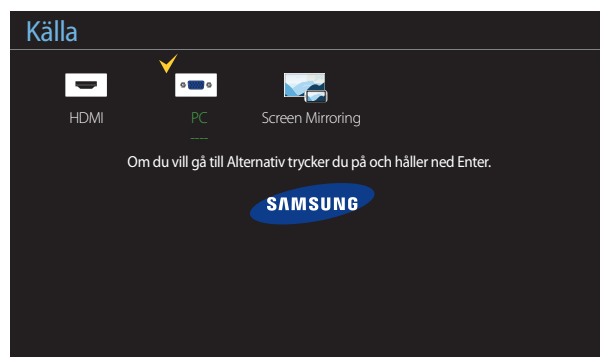 Källa
HDMI PC Screen Mirroring
----
Om du vill gå till Alternativ trycker du på och håller ned Enter.
SAMSUNG